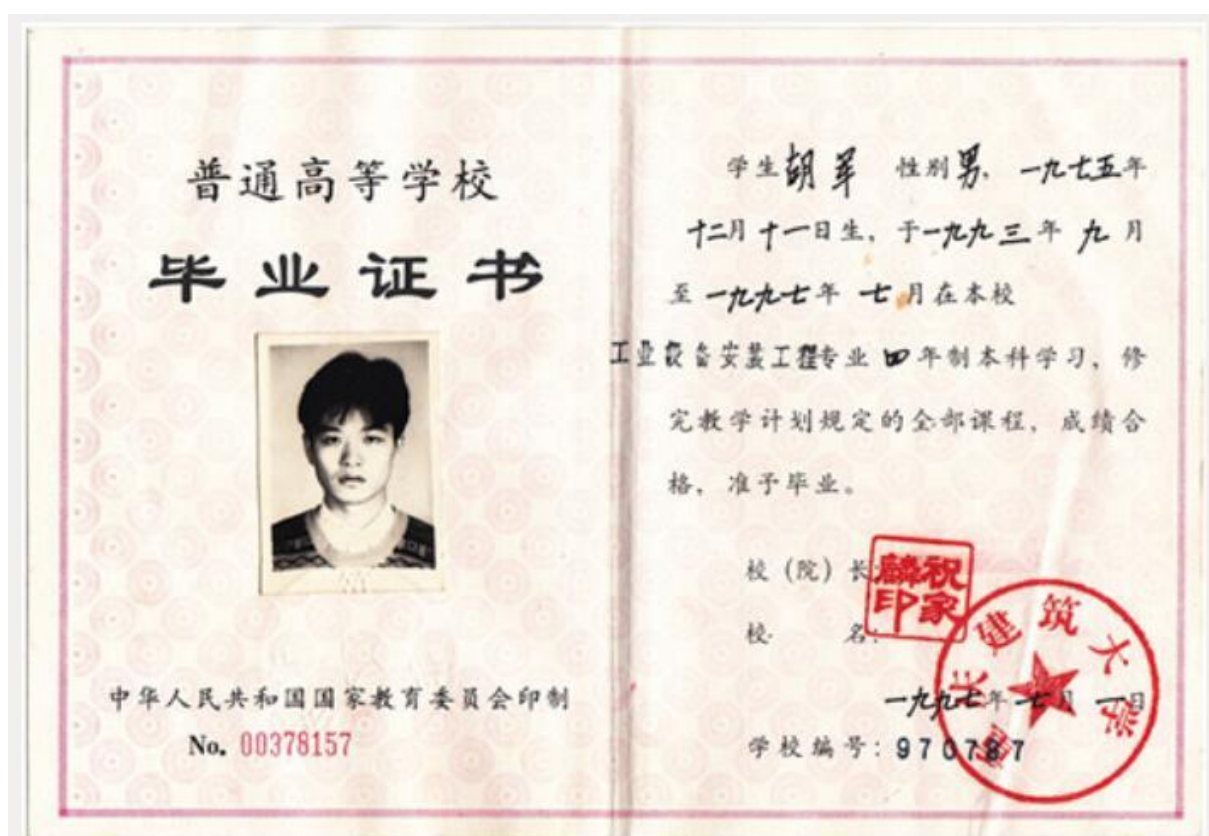 普通高等学校
毕业证书
中华人民共和国国家教育委员会印制
No. 00378157
学生胡军 性别男，一九七五年
十二月十一日生，于一九九三年九月
至一九九七年七月在本校
工业设备安装工程专业四年制本科学习，修
完教学计划规定的全部课程，成绩合
格，准予毕业。
校（院）长：
祝家麟印
校 名：
建筑大学
一九九七年七月一日
学校编号：970787